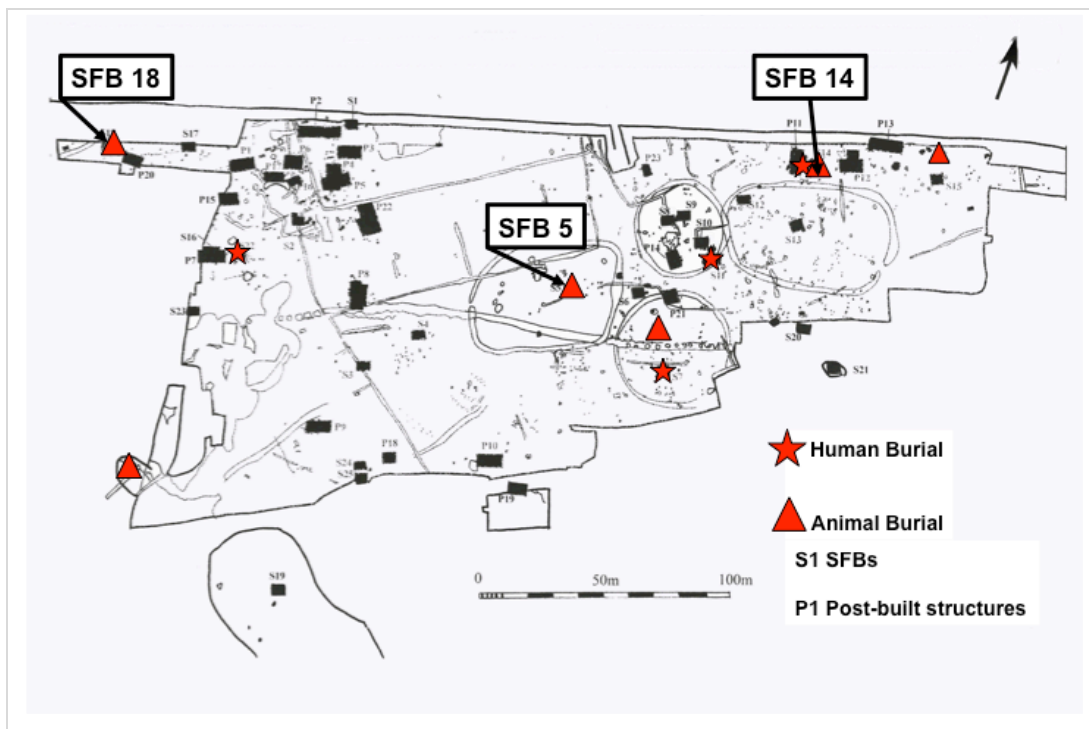 SFB 18
SFB 14
P2
S1
P11
P13
S17
P1
P3
P12
P23
P20
P15
P5
S15
P22
S12
S9
S8
S10
S13
S2
SFB 5
P14
S16
P7
P8
S6
P21
S23
S4
S20
S3
S7
S21
P9
P18
P10
S24
S25
P19
S19
Human Burial
Animal Burial
S1 SFBs
P1 Post-built structures
0 50m 100m